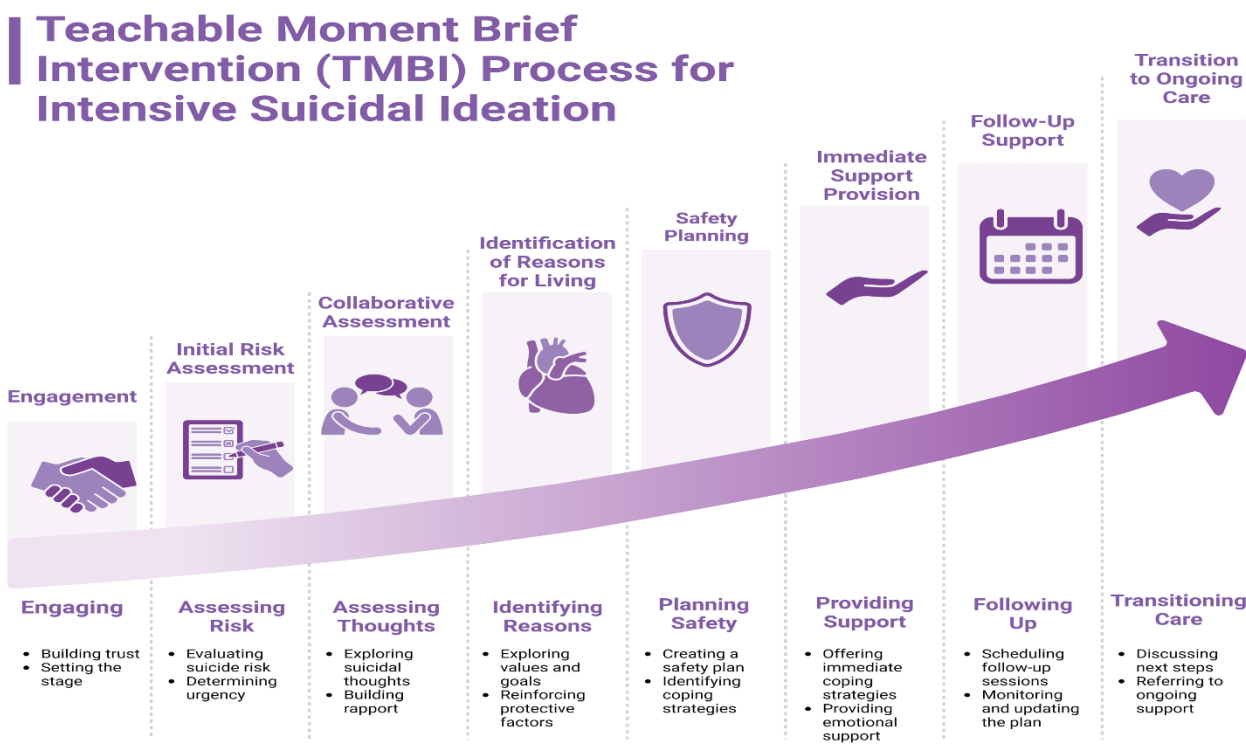 Teachable Moment Brief
Intervention (TMBI) Process for
Intensive Suicidal Ideation
Engagement
Initial Risk
Assessment
Collaborative
Assessment
Identification
of Reasons
for Living
Safety
Planning
Immediate
Support
Provision
Follow-Up
Support
Transition
to Ongoing
Care
Engaging
• Building trust
• Setting the
stage
Assessing
Risk
• Evaluating
suicide risk
• Determining
urgency
Assessing
Thoughts
• Exploring
suicidal
thoughts
• Building
rapport
Identifying
Reasons
• Exploring
values and
goals
• Reinforcing
protective
factors
Planning
Safety
• Creating a
safety plan
• Identifying
coping
strategies
Providing
Support
• Offering
immediate
coping
strategies
• Providing
emotional
support
Following
Up
• Scheduling
follow-up
sessions
• Monitoring
and updating
the plan
Transitioning
Care
• Discussing
next steps
• Referring to
ongoing
support